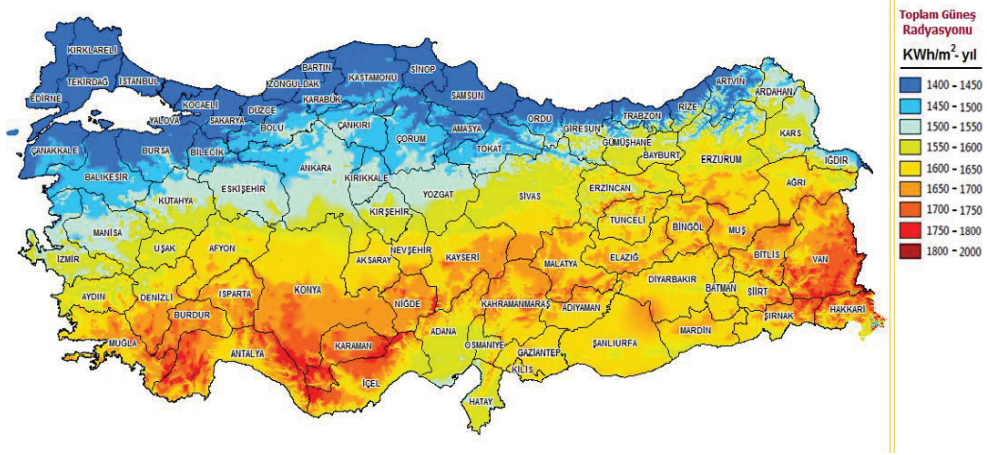 Toplam Güneş
Radyasyonu
KWh/m²- yıl
1400 - 1450
1450 - 1500
1500 - 1550
1550 - 1600
1600 - 1650
1650 - 1700
1700 - 1750
1750 - 1800
1800 - 2000
KIRKLARELİ
TEKİRDAĞ
İSTANBUL
EDİRNE
KOCAELİ
YALOVA
SAKARYA
DÜZCE
ZONGULDAK
BARTIN
KARABÜK
KASTAMONU
SİNOP
SAMSUN
ORDU
GİRESUN
TRABZON
RİZE
ARTVİN
ARDAHAN
ÇANAKKALE
BURSA
BİLECİK
BOLU
ÇANKIRI
ÇORUM
AMASYA
TOKAT
GÜMÜŞHANE
BAYBURT
ERZURUM
KARS
IĞDIR
BALIKESİR
KÜTAHYA
ESKİŞEHİR
ANKARA
KIRIKKALE
YOZGAT
SİVAS
ERZİNCAN
AĞRI
MANİSA
UŞAK
AFYON
KIRŞEHİR
NEVŞEHİR
KAYSERİ
MALATYA
TUNCELİ
ELAZIĞ
BİNGÖL
MUŞ
BİTLİS
VAN
İZMİR
AYDIN
DENİZLİ
ISPARTA
BURDUR
KONYA
AKSARAY
NİĞDE
KAHRAMANMARAŞ
ADIYAMAN
DİYARBAKIR
BATMAN
SİİRT
ŞIRNAK
HAKKARİ
MUĞLA
ANTALYA
KARAMAN
İÇEL
ADANA
OSMANİYE
GAZİANTEP
KİLİS
ŞANLIURFA
MARDİN
HATAY